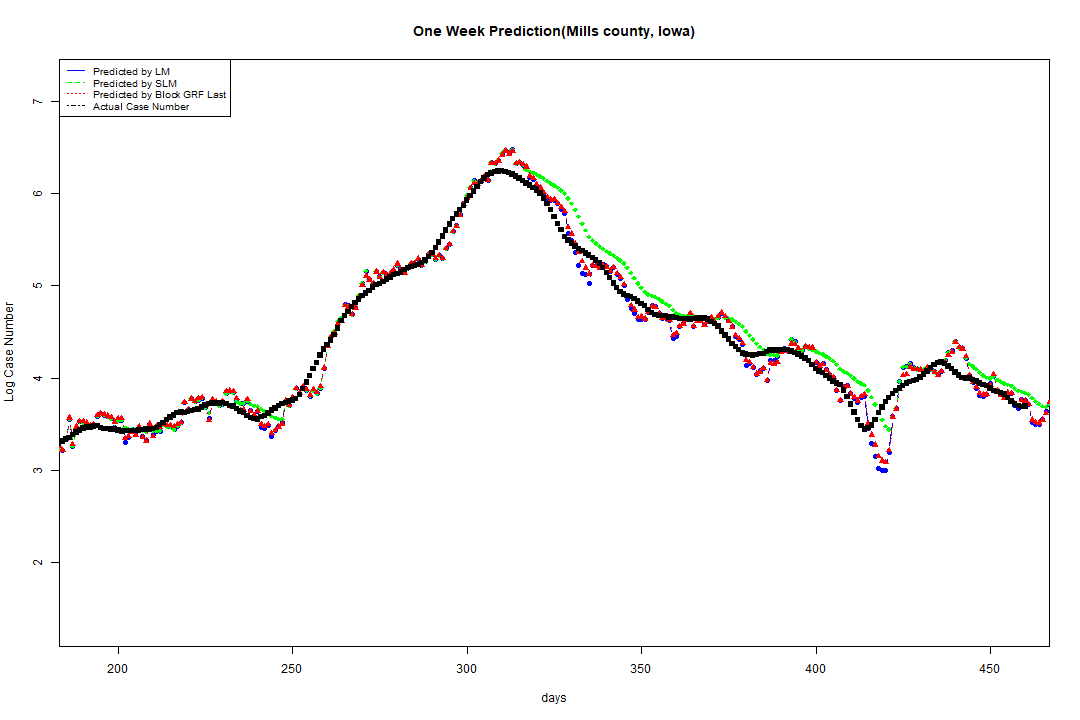 One Week Prediction(Mills county, Iowa)
Predicted by LM
Predicted by SLM
Predicted by Block GRF Last
Actual Case Number
7
6
5
4
3
2
Log Case Number
200 250 300 350 400 450
days